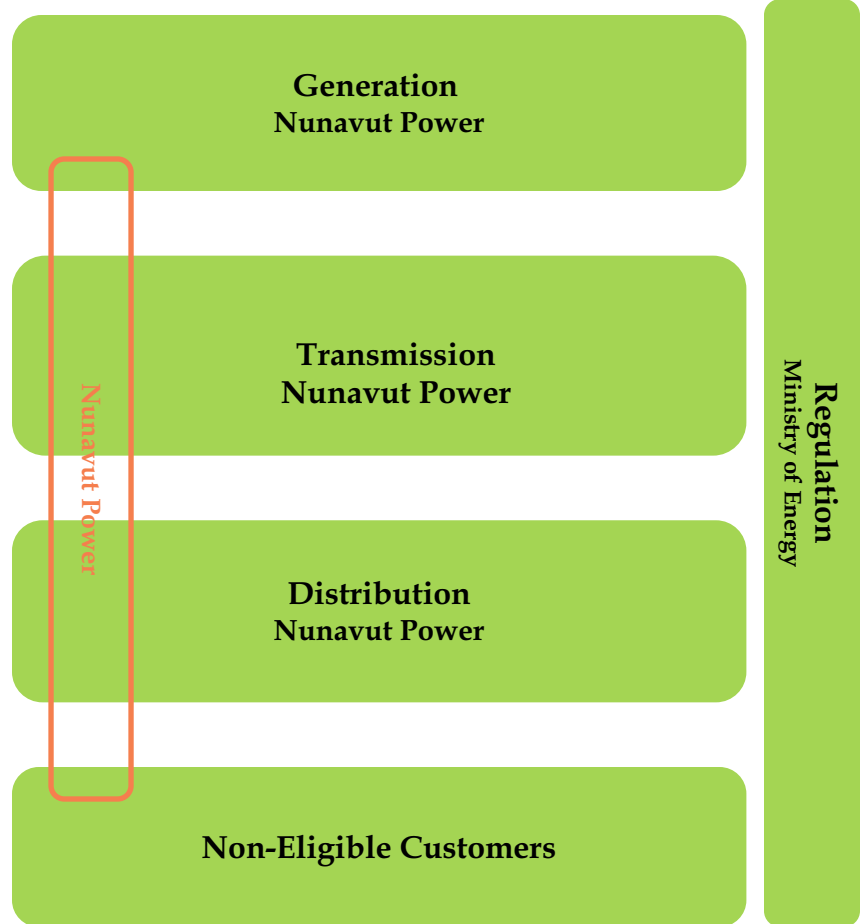 Generation
Nunavut Power
Transmission
Nunavut Power
Distribution
Nunavut Power
Non-Eligible Customers
Nunavut Power
Regulation
Ministry of Energy